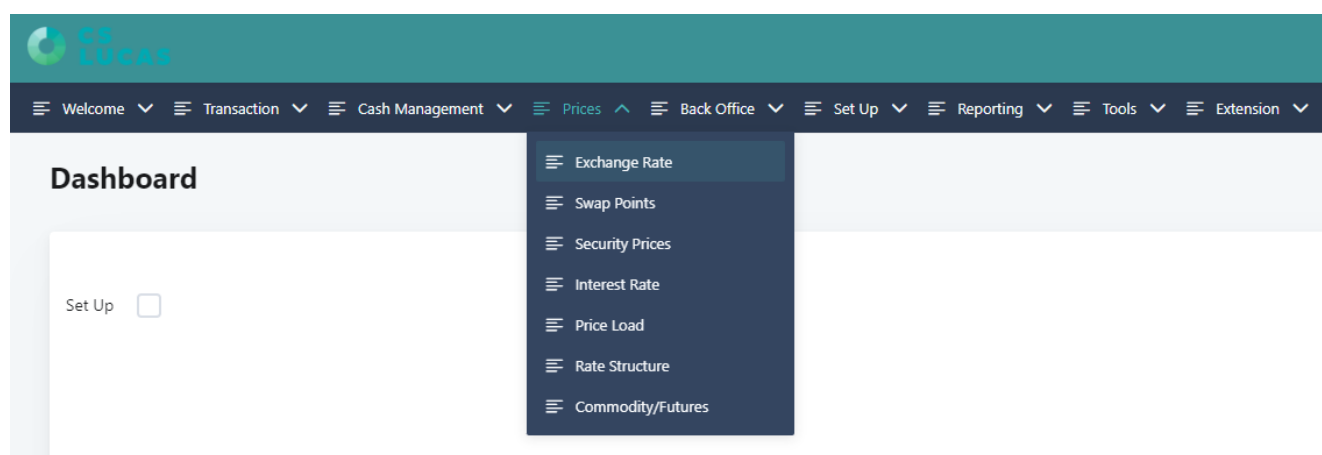 CS
LUCAS
Welcome Transaction Cash Management Prices Back Office Set Up Reporting Tools Extension
Dashboard
Exchange Rate
Swap Points
Security Prices
Set Up
Interest Rate
Price Load
Rate Structure
Commodity/Futures